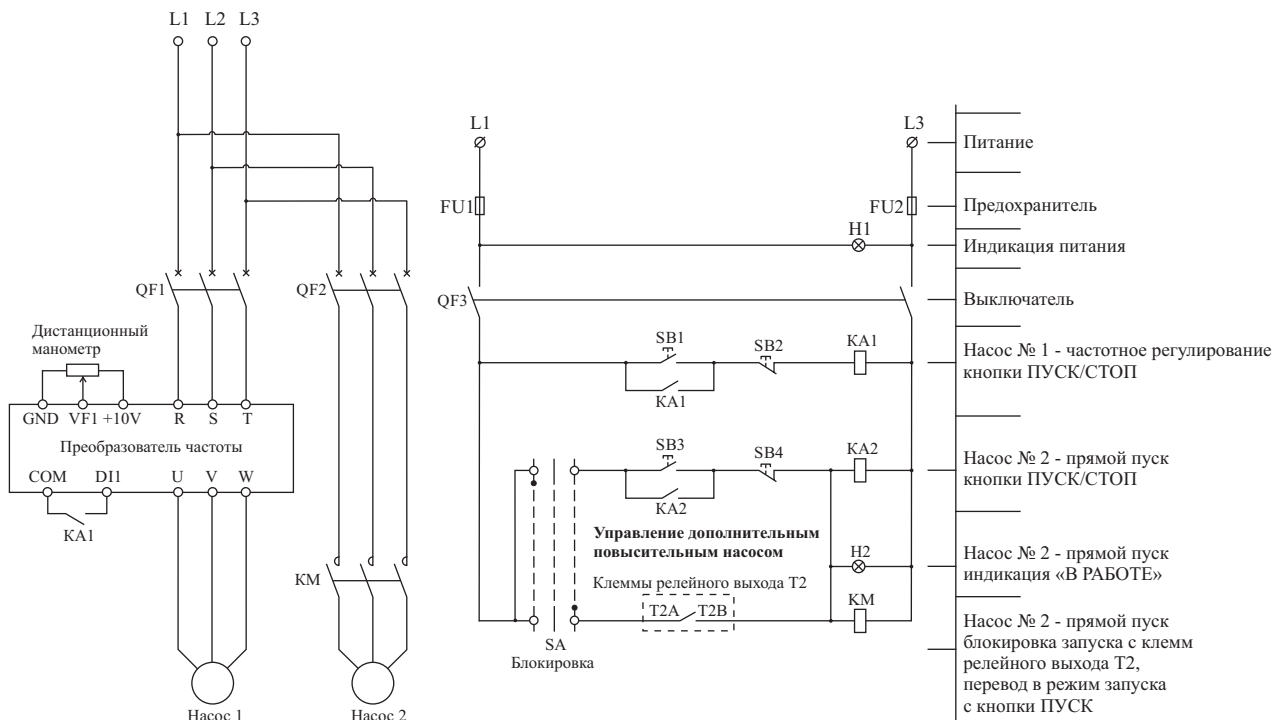 L1 L2 L3
QF1
QF2
Дистанционный
манометр
GND VF1 +10V R S T
Преобразователь частоты
COM DI1 U V W
KA1
KM
Насос 1
Насос 2
L1 L3
FU1 FU2
H1
QF3
SB1 SB2 KA1
KA1
SB3 SB4 KA2
KA2
Управление дополнительным
повысительным насосом
H2
Клеммы релейного выхода T2
KM
T2A T2B
SA
Блокировка
Питание
Предохранитель
Индикация питания
Выключатель
Насос № 1 - частотное регулирование
кнопки ПУСК/СТОП
Насос № 2 - прямой пуск
кнопки ПУСК/СТОП
Насос № 2 - прямой пуск
индикация «В РАБОТЕ»
Насос № 2 - прямой пуск
блокировка запуска с клемм
релейного выхода T2,
перевод в режим запуска
с кнопки ПУСК